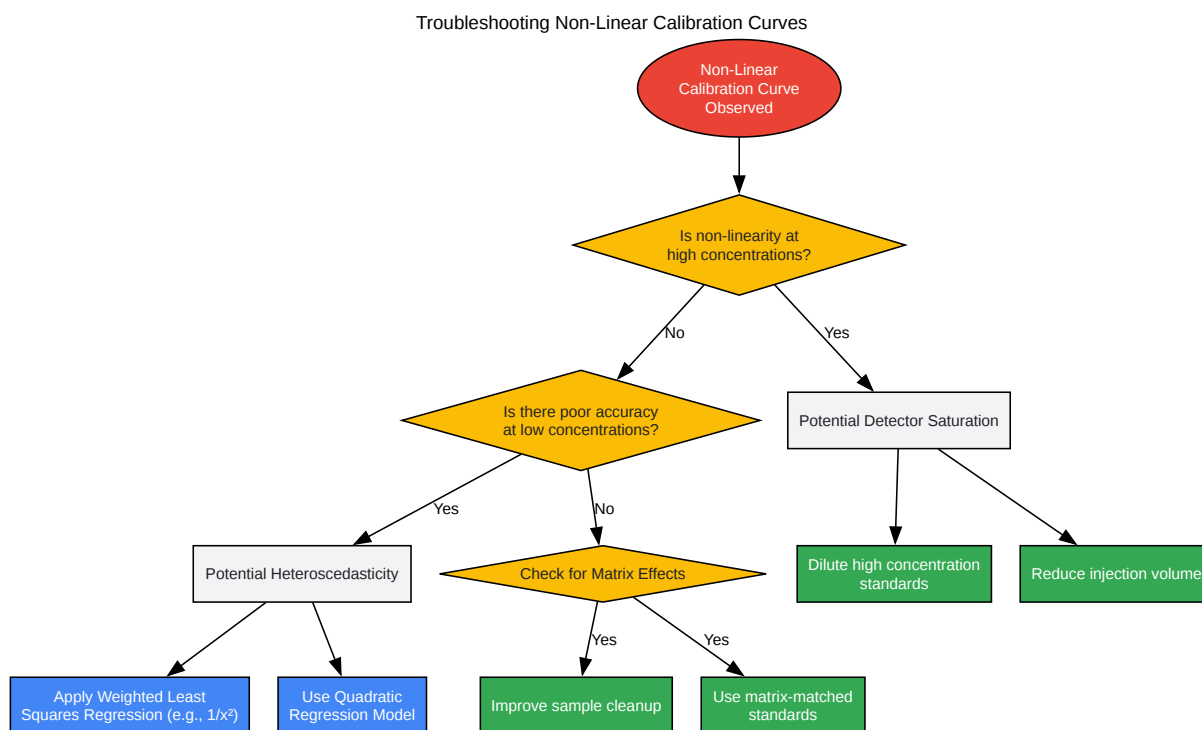 Troubleshooting Non-Linear Calibration Curves
Non-Linear
Calibration Curve
Observed
Is non-linearity at
high concentrations?
No
Yes
Is there poor accuracy
at low concentrations?
Potential Detector Saturation
Yes
No
Potential Heteroscedasticity
Check for Matrix Effects
Dilute high concentration
standards
Reduce injection volume
Yes
Yes
Apply Weighted Least
Squares Regression (e.g., 1/x²)
Use Quadratic
Regression Model
Improve sample cleanup
Use matrix-matched
standards